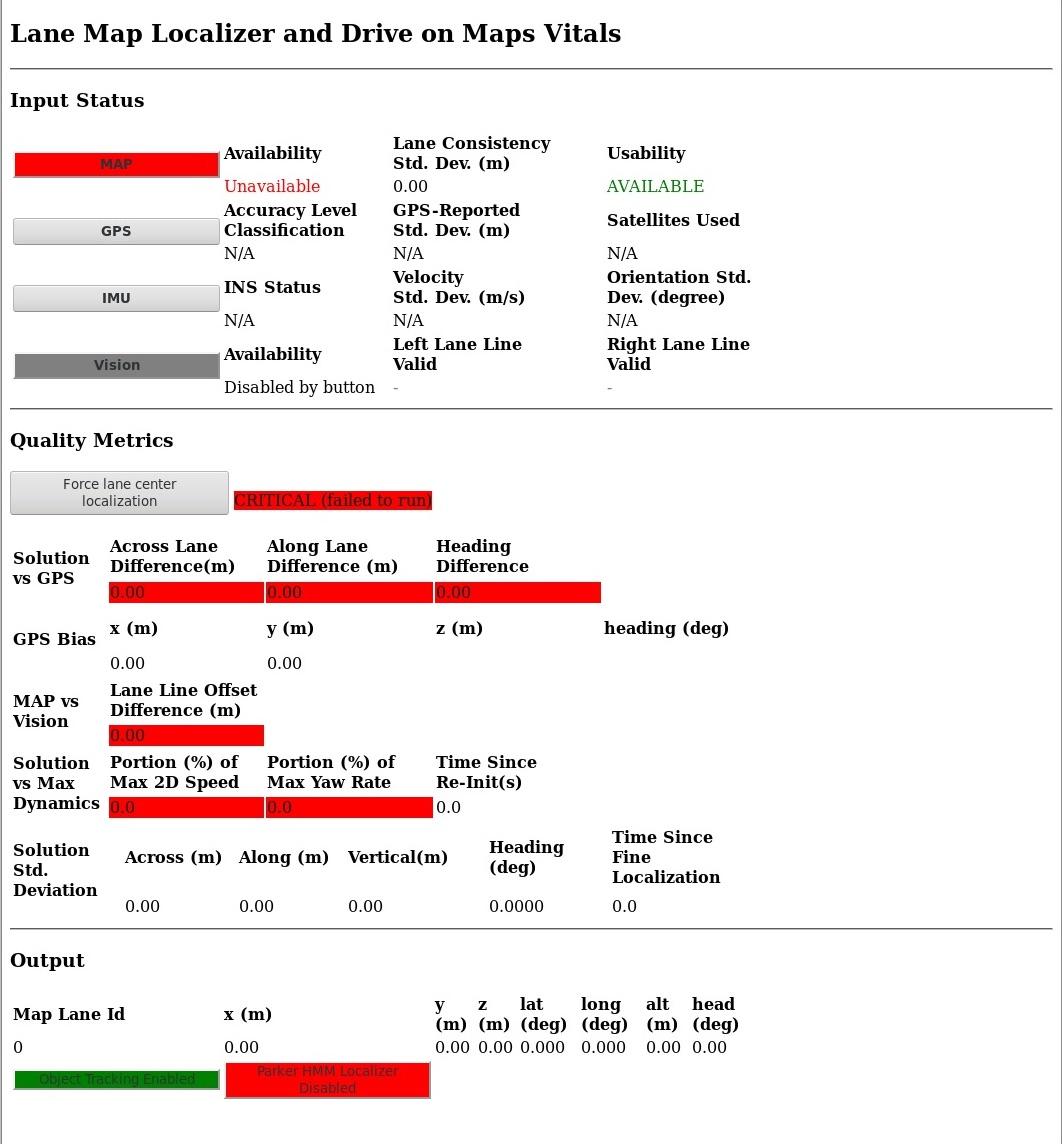 Lane Map Localizer and Drive on Maps Vitals
Input Status
MAP
Availability
Lane Consistency
Std. Dev. (m)
Usability
Unavailable
0.00
AVAILABLE
GPS
Accuracy Level
Classification
GPS-Reported
Std. Dev. (m)
Satellites Used
N/A
N/A
N/A
IMU
INS Status
Velocity
Std. Dev. (m/s)
Orientation Std.
Dev. (degree)
N/A
N/A
N/A
Vision
Availability
Left Lane Line
Valid
Right Lane Line
Valid
Disabled by button
-
-
Quality Metrics
Force lane center
localization
CRITICAL (failed to run)
Solution
vs GPS
Across Lane
Difference(m)
Along Lane
Difference (m)
Heading
Difference
0.00
0.00
0.00
GPS Bias
x (m)
y (m)
z (m)
heading (deg)
0.00
0.00
MAP vs
Vision
Lane Line Offset
Difference (m)
0.00
Solution
vs Max
Dynamics
Portion (%) of
Max 2D Speed
Portion (%) of
Max Yaw Rate
Time Since
Re-Init(s)
0.0
0.0
0.0
Solution
Std.
Deviation
Across (m)
Along (m)
Vertical(m)
Heading
(deg)
Time Since
Fine
Localization
0.00
0.00
0.00
0.0000
0.0
Output
Map Lane Id
x (m)
y
(m)
z
(m)
lat
(deg)
long
(deg)
alt
(m)
head
(deg)
0
0.00
0.00
0.00
0.000
0.000
0.00
0.00
Object Tracking Enabled
Parker HMM Localizer
Disabled